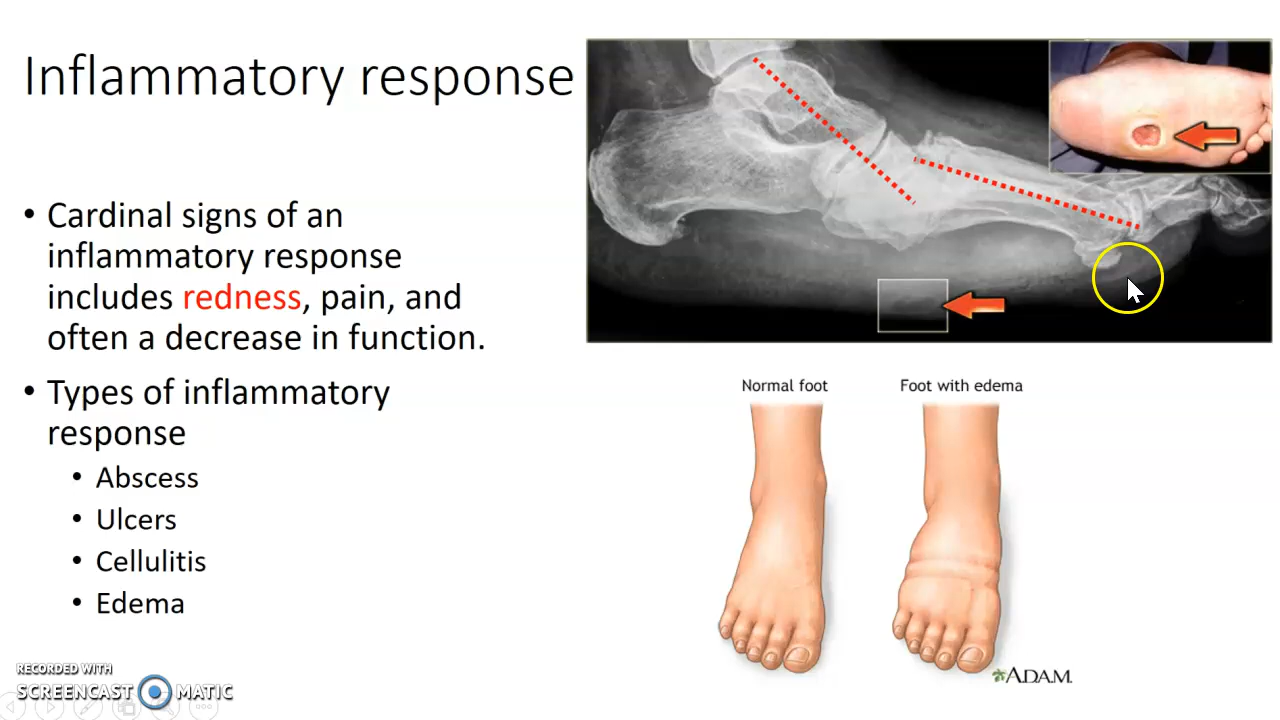 Inflammatory response
• Cardinal signs of an
inflammatory response
includes redness, pain, and
often a decrease in function.
• Types of inflammatory
response
• Abscess
• Ulcers
• Cellulitis
• Edema
Normal foot
Foot with edema
ADAM.
RECORDED WITH
SCREENCAST MATIC